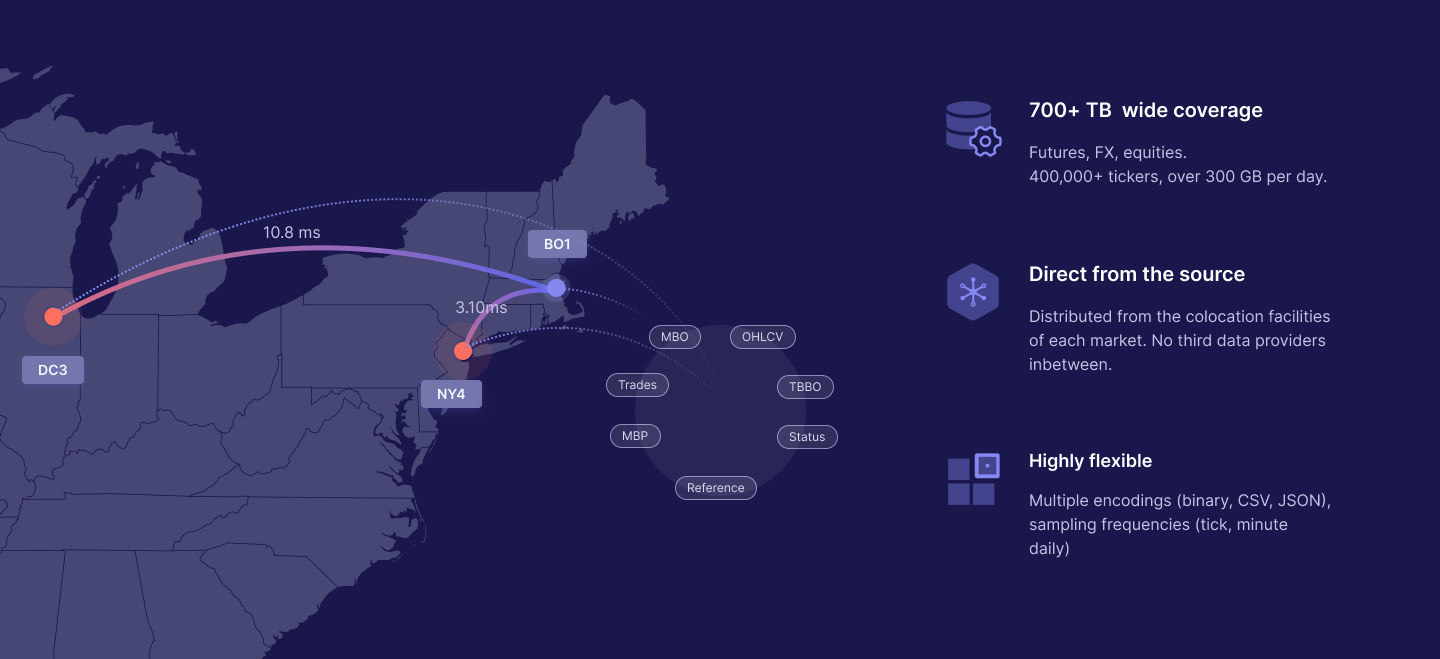 10.8 ms
BO1
3.10ms
DC3
NY4
MBO
OHLCV
Trades
TBBO
MBP
Status
Reference
700+ TB  wide coverage
Futures, FX, equities.
400,000+ tickers, over 300 GB per day.
Direct from the source
Distributed from the colocation facilities
of each market. No third data providers
inbetween.
Highly flexible
Multiple encodings (binary, CSV, JSON),
sampling frequencies (tick, minute
daily)